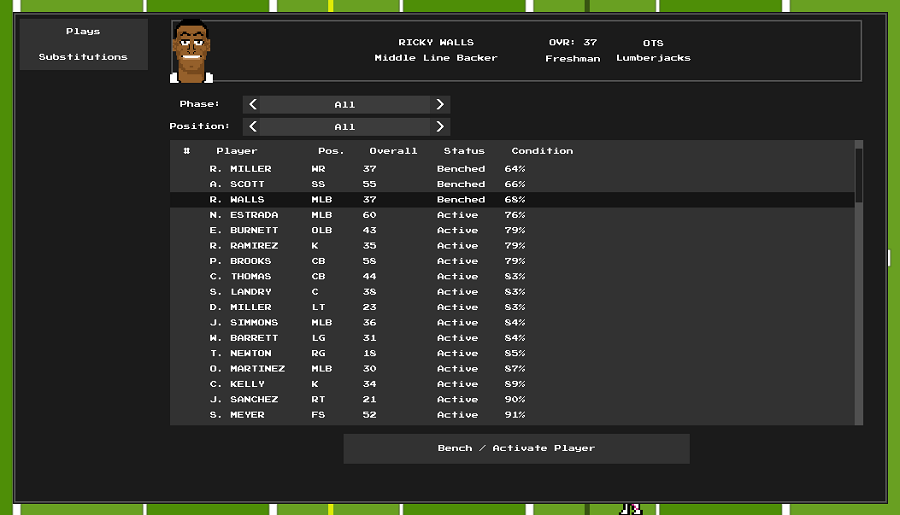 Plays
Substitutions
RICKY WALLS OVR: 37 OTS
Middle Line Backer Freshman Lumberjacks
Phase: < All >
Position: < All >
# Player Pos. Overall Status Condition
R. MILLER WR 37 Benched 64%
A. SCOTT SS 55 Benched 66%
R. WALLS MLB 37 Benched 68%
N. ESTRADA MLB 60 Active 76%
E. BURNETT OLB 43 Active 79%
R. RAMIREZ K 35 Active 79%
P. BROOKS CB 58 Active 79%
C. THOMAS CB 44 Active 83%
S. LANDRY C 38 Active 83%
D. MILLER LT 23 Active 83%
J. SIMMONS MLB 36 Active 84%
W. BARRETT LG 31 Active 84%
T. NEWTON RG 18 Active 85%
O. MARTINEZ MLB 30 Active 87%
C. KELLY K 34 Active 89%
J. SANCHEZ RT 21 Active 90%
S. MEYER FS 52 Active 91%
Bench / Activate Player